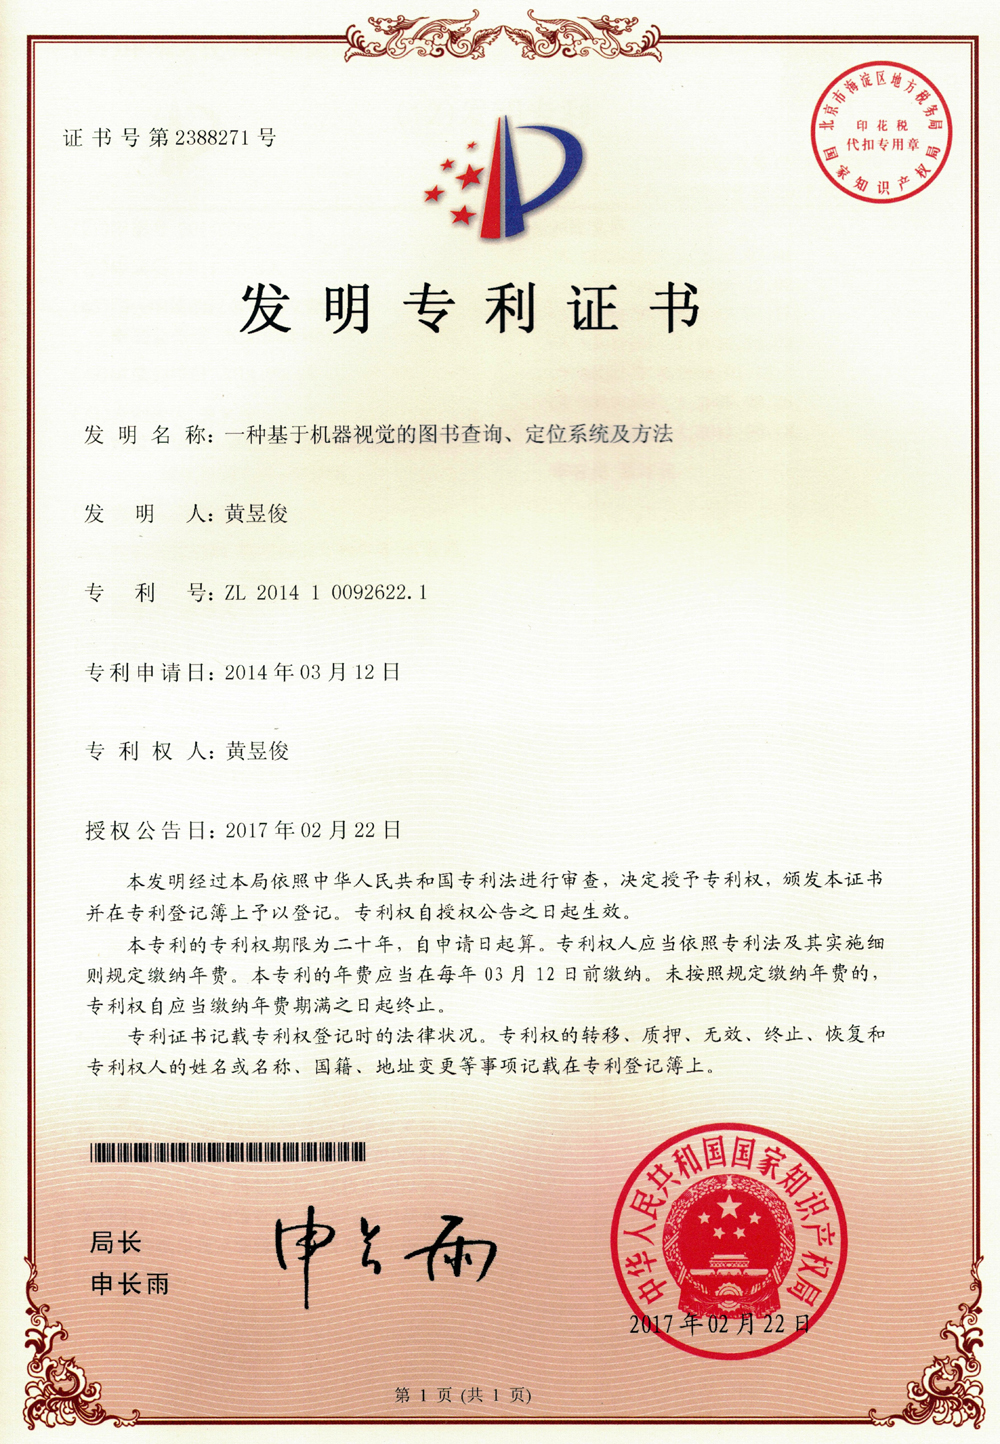 证书号第2388271号
北京市海淀区地方税务局
印花税
代扣专用章
国家知识产权局
发明专利证书
发明名称：一种基于机器视觉的图书查询、定位系统及方法
发明人：黄昱俊
专利号：ZL 2014 1 0092622.1
专利申请日：2014年03月12日
专利权人：黄昱俊
授权公告日：2017年02月22日
本发明经过本局依照中华人民共和国专利法进行审查，决定授予专利权，颁发本证书
并在专利登记簿上予以登记。专利权自授权公告之日起生效。
本专利的专利权期限为二十年，自申请日起算。专利权人应当依照专利法及其实施细
则规定缴纳年费。本专利的年费应当在每年03月12日前缴纳。未按照规定缴纳年费的，
专利权自应当缴纳年费期满之日起终止。
专利证书记载专利权登记时的法律状况。专利权的转移、质押、无效、终止、恢复和
专利权人的姓名或名称、国籍、地址变更等事项记载在专利登记簿上。
局长
申长雨
申长雨
中华人民共和国国家知识产权局
2017年02月22日
第1页(共1页)